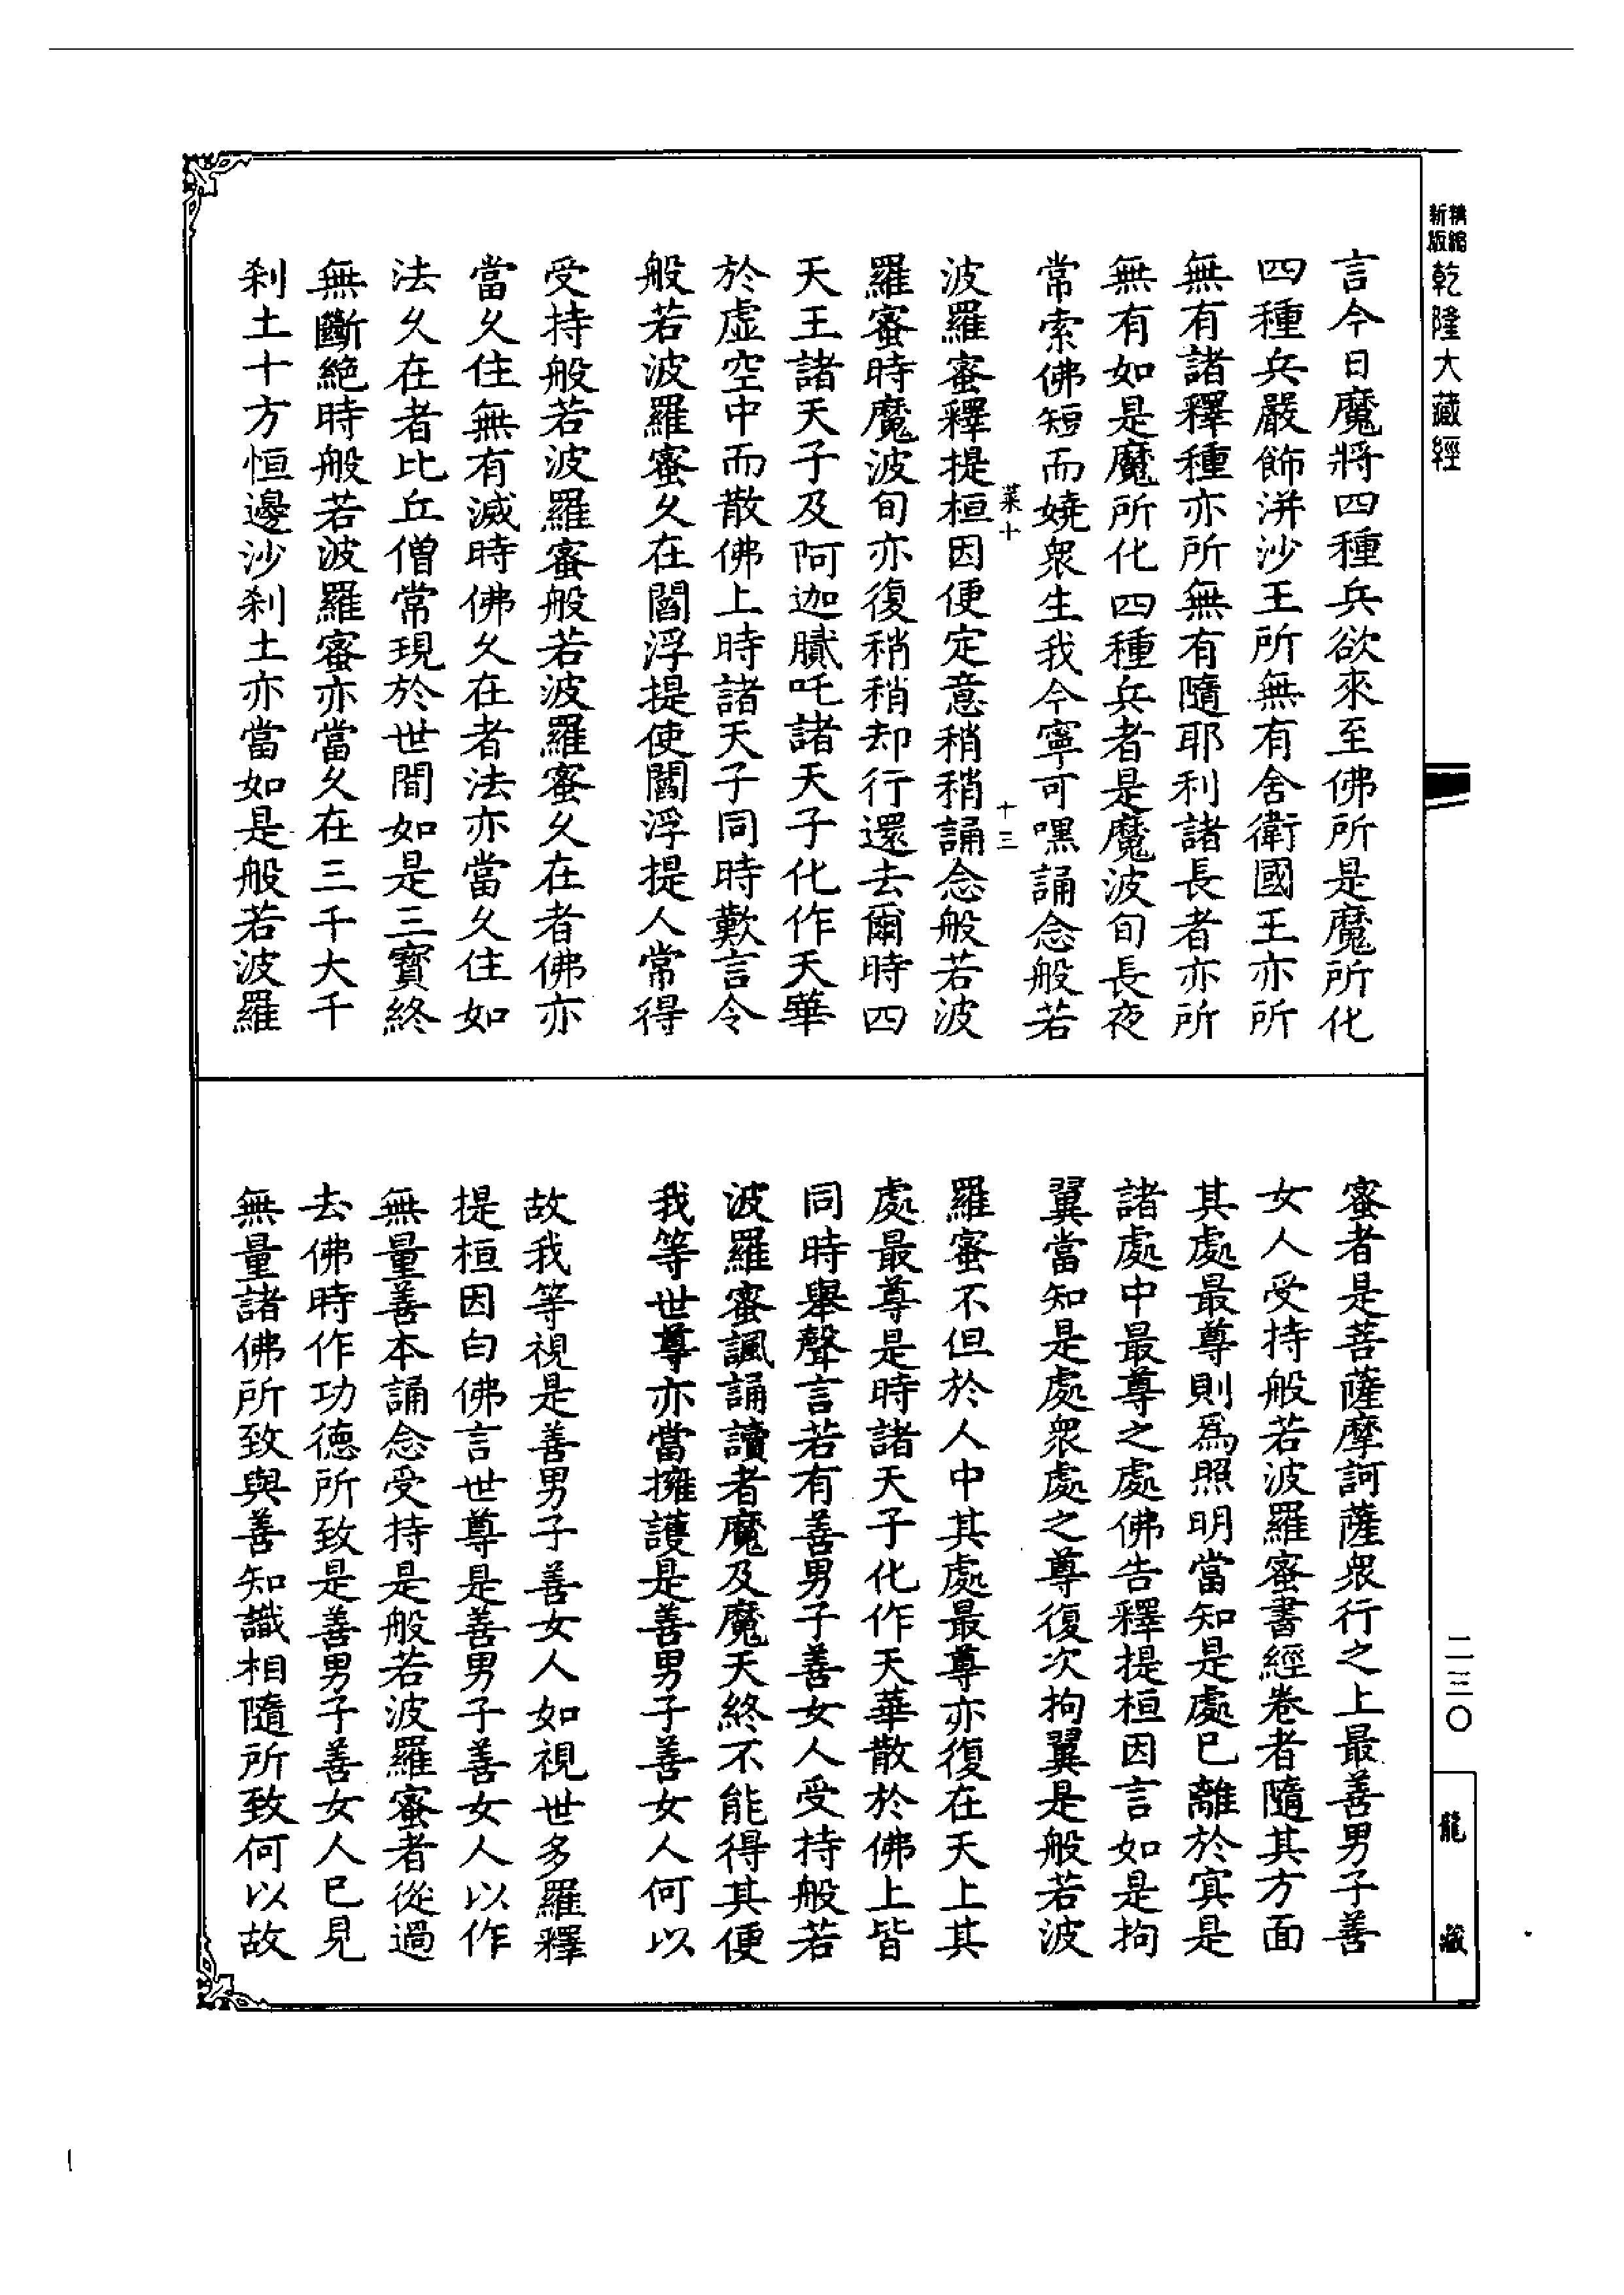 精縮
新版
乾隆大藏經
言今日魔將四種兵欲來至佛所是魔所化
四種兵嚴飾洴沙王所無有舍衛國王亦所
無有諸釋種亦所無有隨耶利諸長者亦所
無有如是魔所化四種兵者是魔波旬長夜
常索佛短而嬈衆生我今寧可嘿誦念般若
菜十
十三
波羅蜜釋提桓因便定意稍稍誦念般若波
羅蜜時魔波旬亦復稍稍却行還去爾時四
天王諸天子及阿迦膩吒諸天子化作天華
於虛空中而散佛上時諸天子同時歎言令
般若波羅蜜久在閻浮提使閻浮提人常得
受持般若波羅蜜般若波羅蜜久在者佛亦
當久住無有滅時佛久在者法亦當久住如
法久在者比丘僧常現於世間如是三寶終
無斷絕時般若波羅蜜亦當久在三千大千
刹土十方恒邊沙刹土亦當如是般若波羅
蜜者是菩薩摩訶薩衆行之上最善男子善
女人受持般若波羅蜜書經卷者隨其方面
其處最尊則爲照明當知是處已離於冥是
諸處中最尊之處佛告釋提桓因言如是拘
翼當知是處衆處之尊復次拘翼是般若波
羅蜜不但於人中其處最尊亦復在天上其
處最尊是時諸天子化作天華散於佛上皆
同時舉聲言若有善男子善女人受持般若
波羅蜜諷誦讀者魔及魔天終不能得其便
我等世尊亦當擁護是善男子善女人何以
故我等視是善男子善女人如視世多羅釋
提桓因白佛言世尊是善男子善女人以作
無量善本誦念受持是般若波羅蜜者從過
去佛時作功德所致是善男子善女人已見
無量諸佛所致與善知識相隨所致何以故
二三〇
龍藏